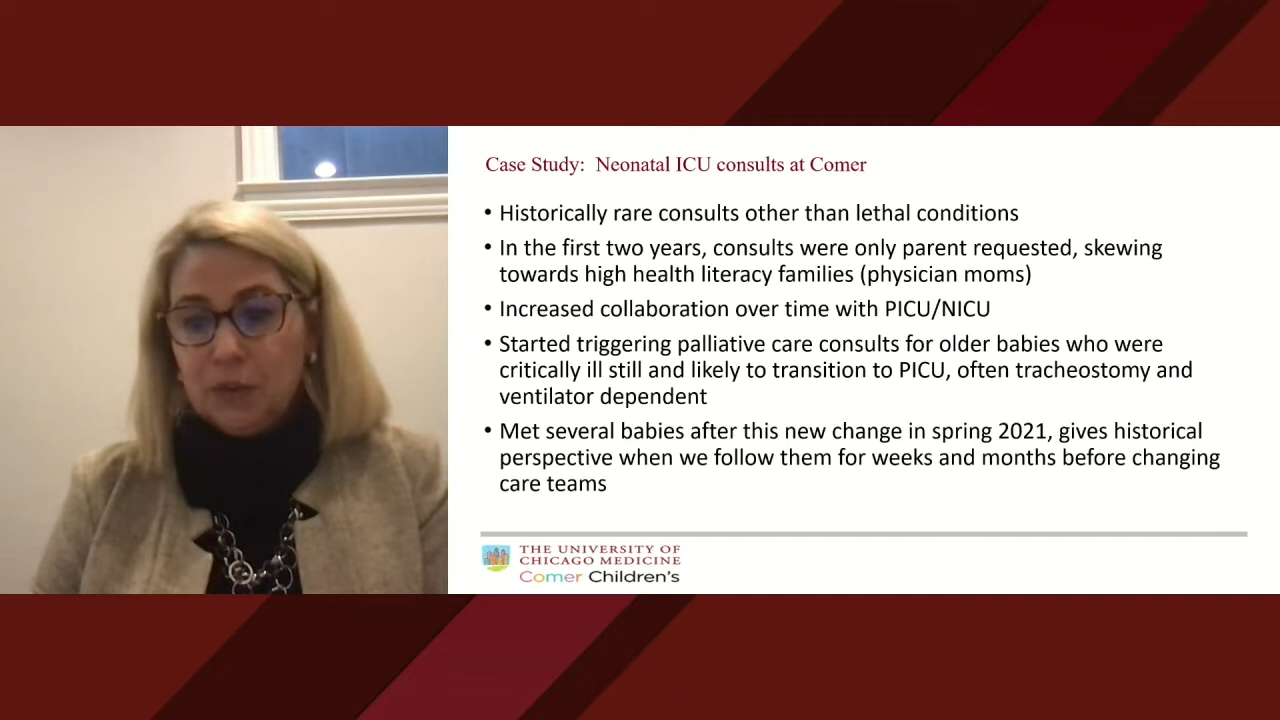 Case Study:  Neonatal ICU consults at Comer
• Historically rare consults other than lethal conditions
• In the first two years, consults were only parent requested, skewing
towards high health literacy families (physician moms)
• Increased collaboration over time with PICU/NICU
• Started triggering palliative care consults for older babies who were
critically ill still and likely to transition to PICU, often tracheostomy and
ventilator dependent
• Met several babies after this new change in spring 2021, gives historical
perspective when we follow them for weeks and months before changing
care teams
THE UNIVERSITY OF
CHICAGO MEDICINE
Comer Children's